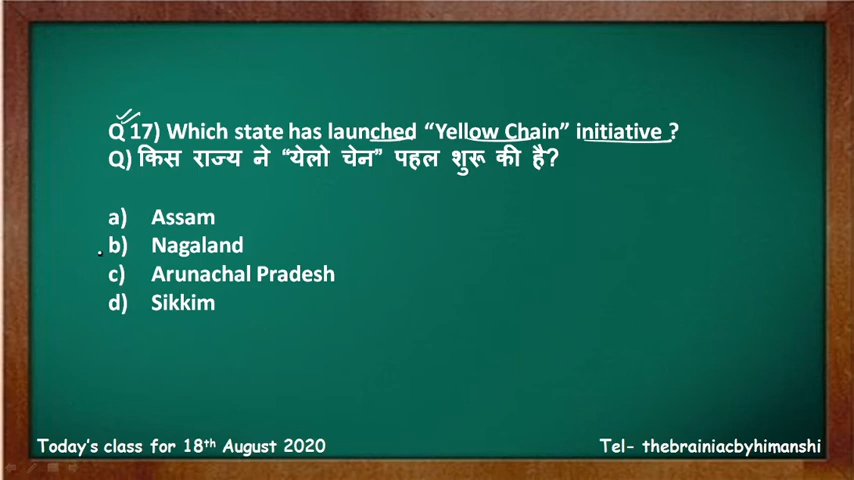 Q 17) Which state has launched “Yellow Chain” initiative ?
Q) किस राज्य ने “येलो चेन” पहल शुरू की है?
a) Assam
b) Nagaland
c) Arunachal Pradesh
d) Sikkim
Today's class for 18th August 2020
Tel- thebrainiacbyhimanshi